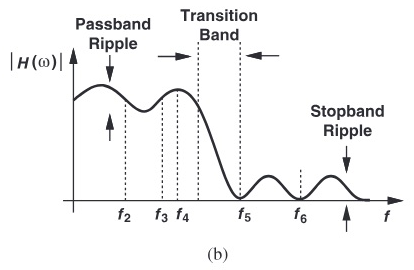 Passband
Ripple
Transition
Band
|H(ω)|
Stopband
Ripple
f2 f3 f4 f5 f6 f
(b)